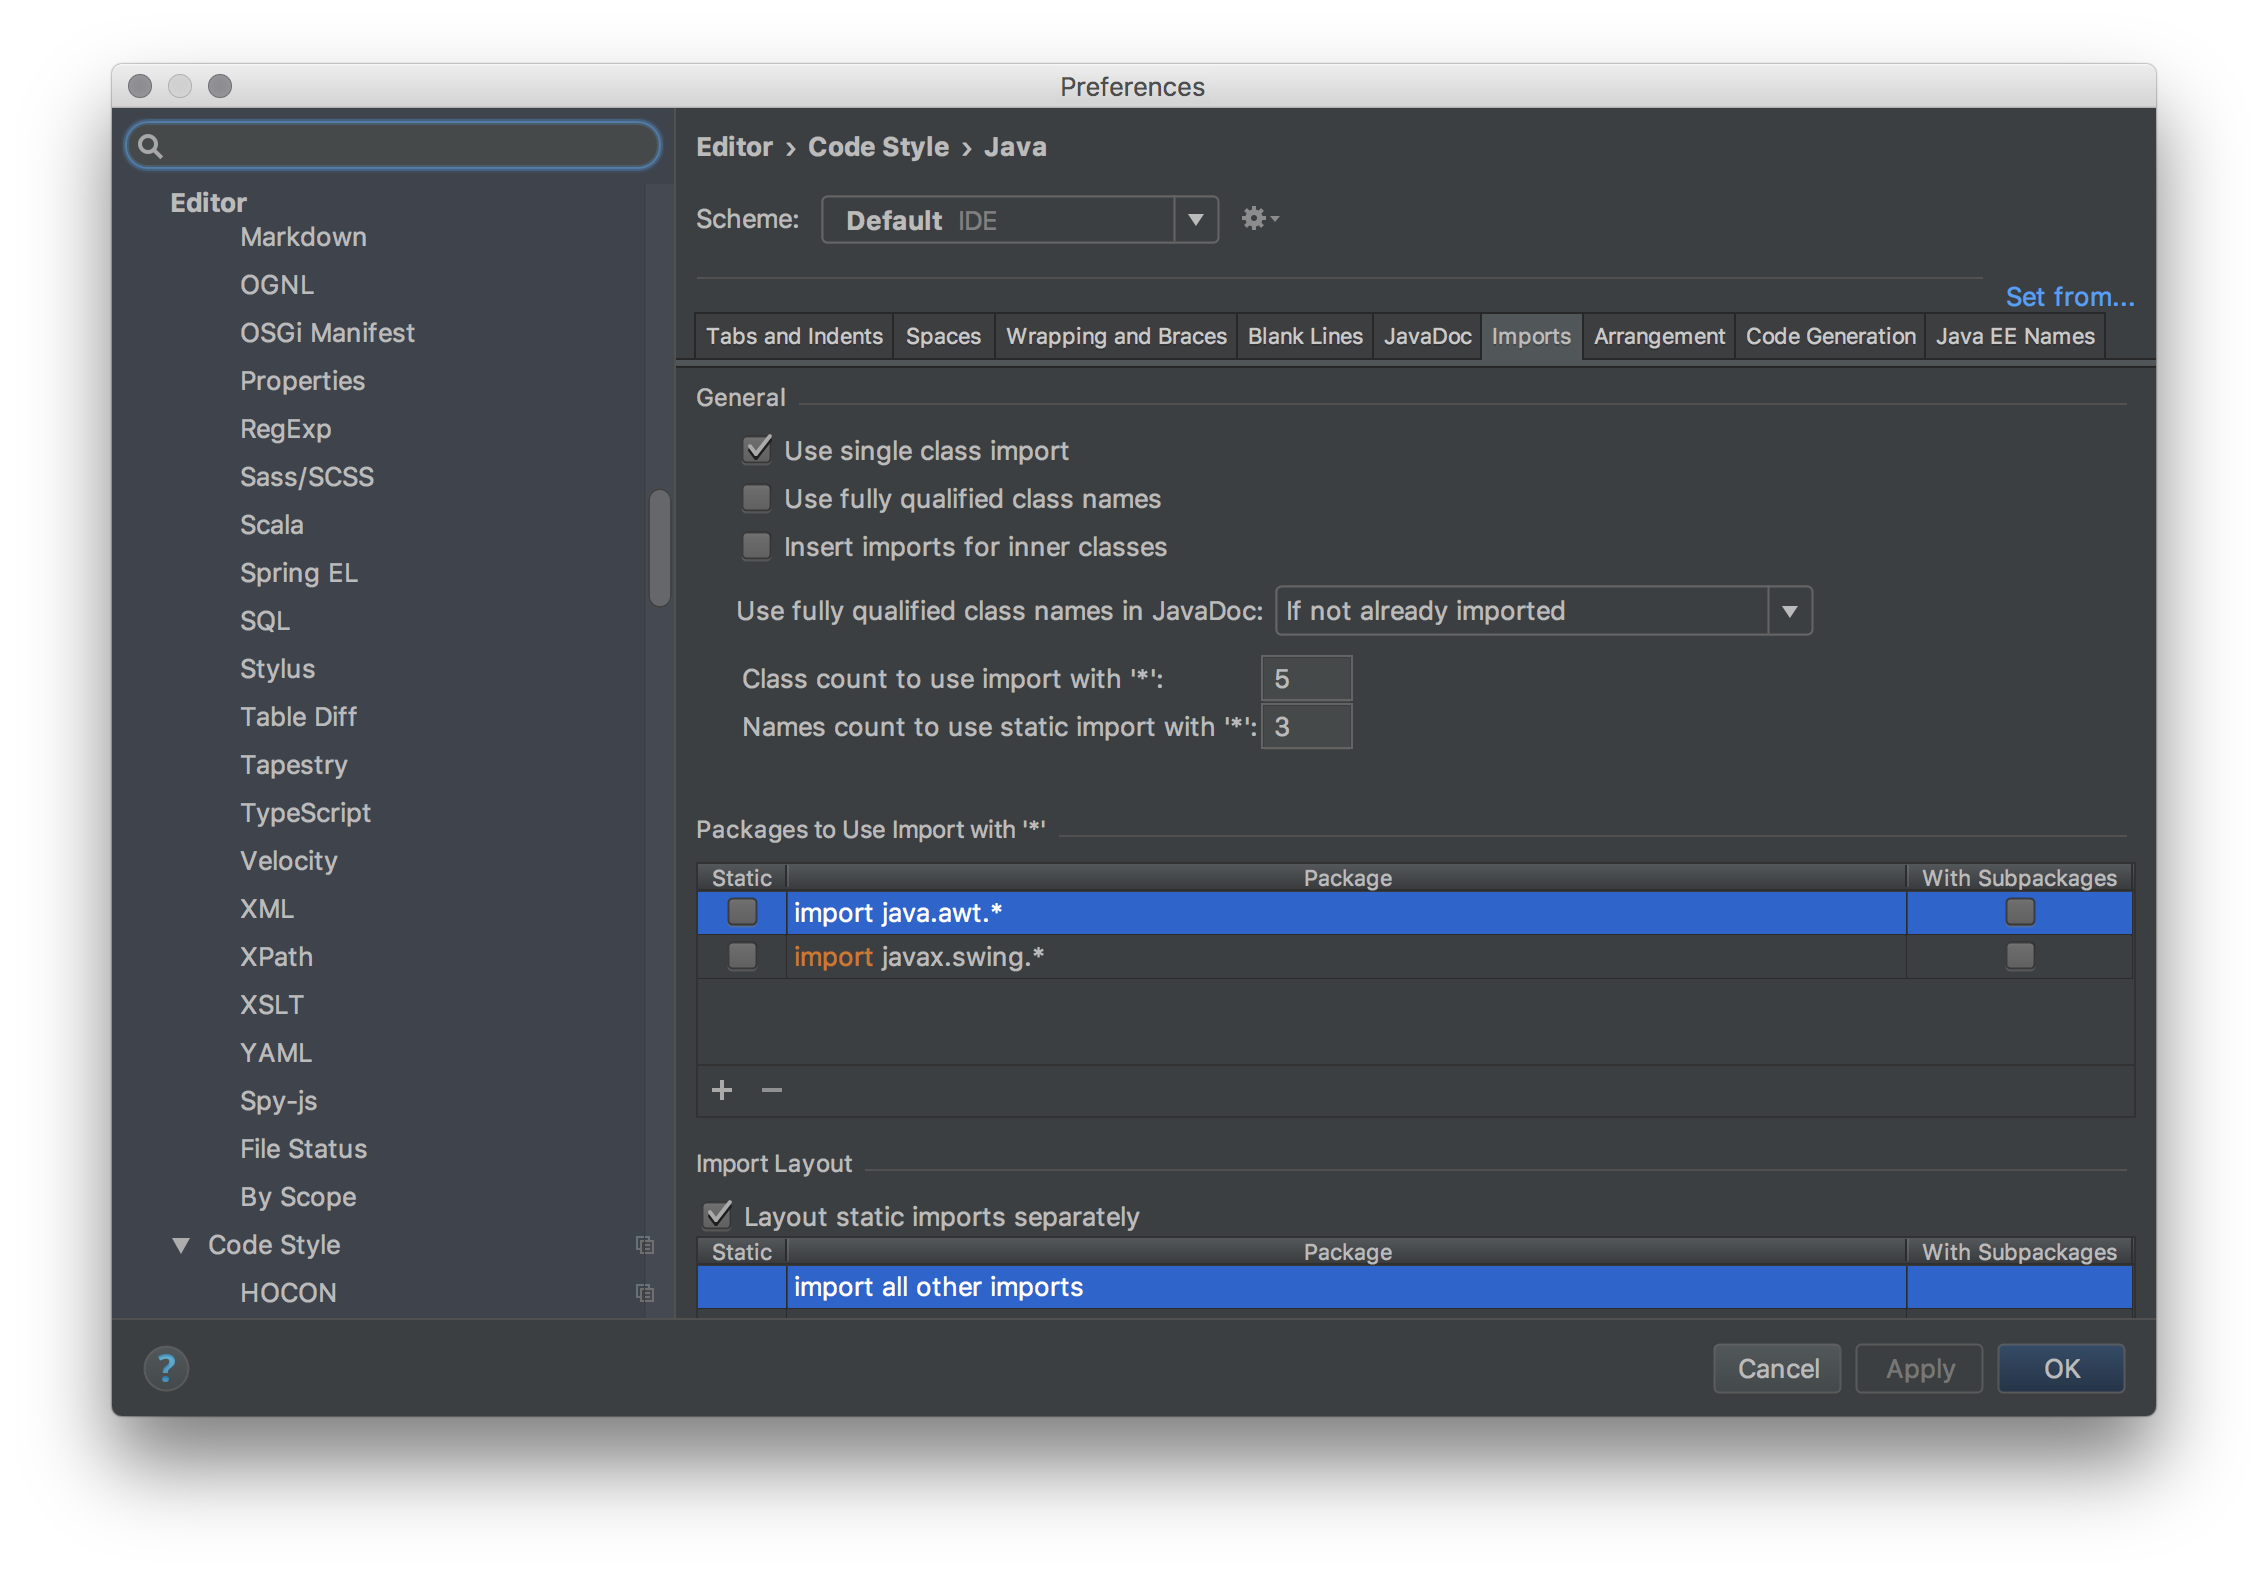 Preferences
Editor
Markdown
OGNL
OSGi Manifest
Properties
RegExp
Sass/SCSS
Scala
Spring EL
SQL
Stylus
Table Diff
Tapestry
TypeScript
Velocity
XML
XPath
XSLT
YAML
Spy-js
File Status
By Scope
Code Style
HOCON
?
Editor › Code Style › Java
Scheme: Default IDE
Set from...
Tabs and Indents Spaces Wrapping and Braces Blank Lines JavaDoc Imports Arrangement Code Generation Java EE Names
General
Use single class import
Use fully qualified class names
Insert imports for inner classes
Use fully qualified class names in JavaDoc: If not already imported
Class count to use import with '*': 5
Names count to use static import with '*': 3
Packages to Use Import with '*'
Static Package With Subpackages
import java.awt.*
import javax.swing.*
Import Layout
Layout static imports separately
Static Package With Subpackages
import all other imports
Cancel Apply OK